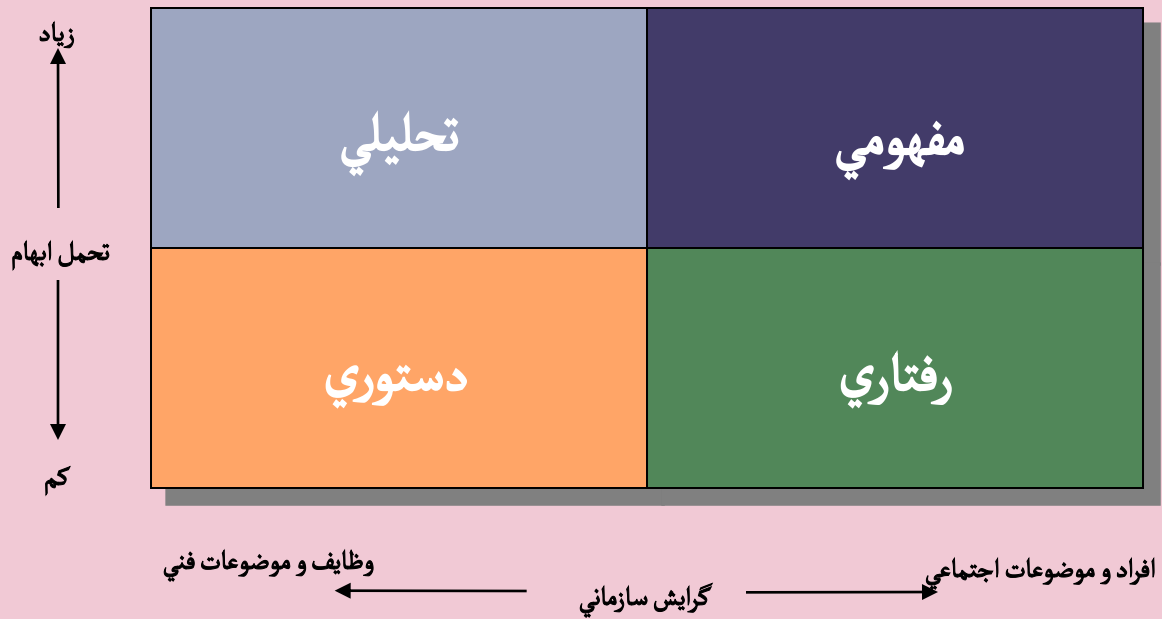 زياد
مفهومي
تحليلي
تحمل ابهام
رفتاري
دستوري
كم
افراد و موضوعات اجتماعي
وظايف و موضوعات فني
گرايش سازماني